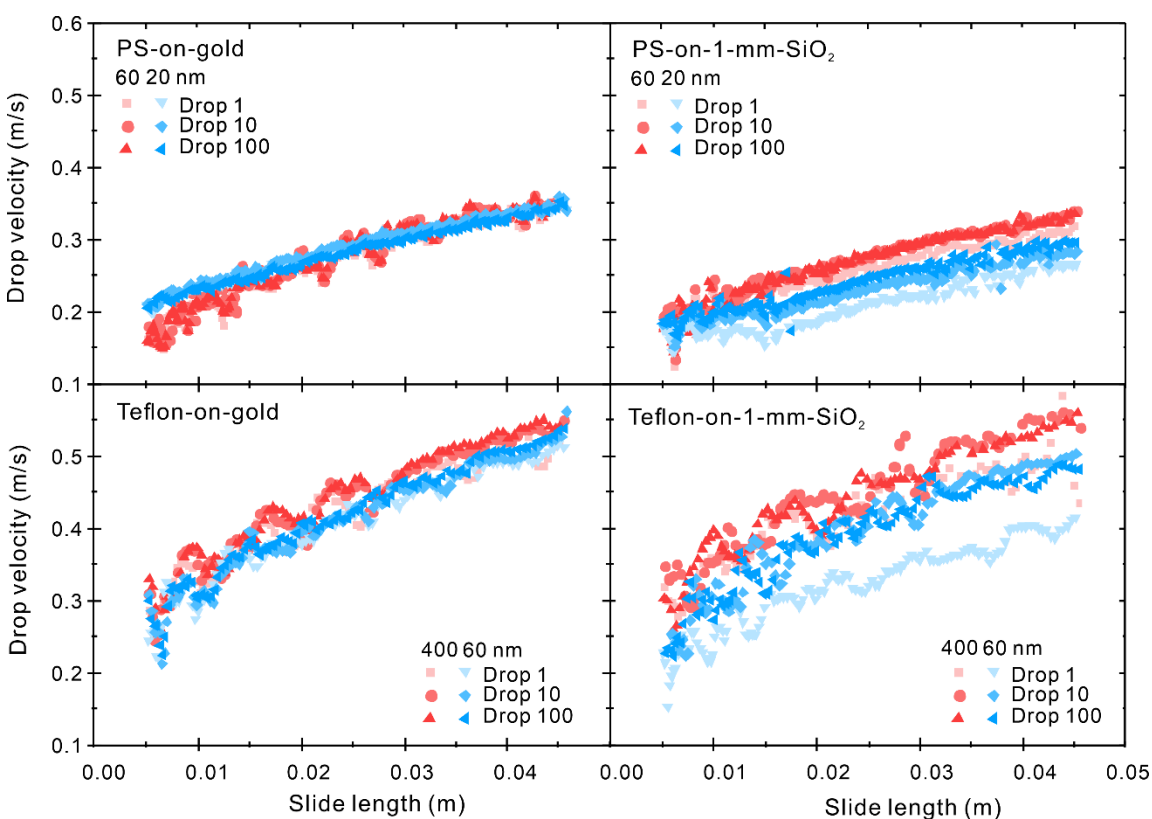 0.6
0.5
0.4
0.3
0.2
0.1
Drop velocity (m/s)
PS-on-gold
60 20 nm
Drop 1
Drop 10
Drop 100
PS-on-1-mm-SiO₂
60 20 nm
Drop 1
Drop 10
Drop 100
0.5
0.4
0.3
0.2
0.1
Drop velocity (m/s)
Teflon-on-gold
400 60 nm
Drop 1
Drop 10
Drop 100
Teflon-on-1-mm-SiO₂
400 60 nm
Drop 1
Drop 10
Drop 100
0.00 0.01 0.02 0.03 0.04
Slide length (m)
0.00 0.01 0.02 0.03 0.04 0.05
Slide length (m)